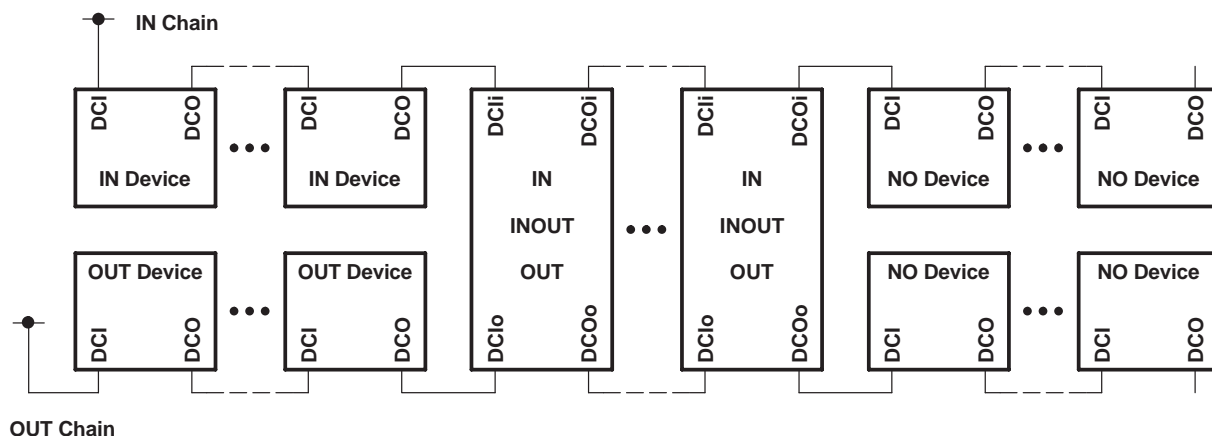 IN Chain
DCI DCO DCI DCO DCIi DCOi DCIi DCOi DCI DCO DCI DCO
IN Device IN Device IN IN NO Device NO Device
INOUT INOUT
OUT Device OUT Device OUT OUT NO Device NO Device
DCI DCO DCI DCO DCIo DCOo DCIo DCOo DCI DCO DCI DCO
OUT Chain